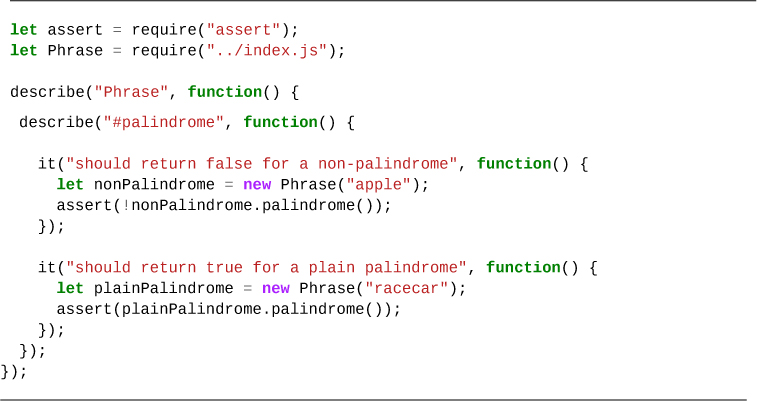 let assert = require("assert");
let Phrase = require("../index.js");
describe("Phrase", function() {
describe("#palindrome", function() {
it("should return false for a non-palindrome", function() {
let nonPalindrome = new Phrase("apple");
assert(!nonPalindrome.palindrome());
});
it("should return true for a plain palindrome", function() {
let plainPalindrome = new Phrase("racecar");
assert(plainPalindrome.palindrome());
});
});
});